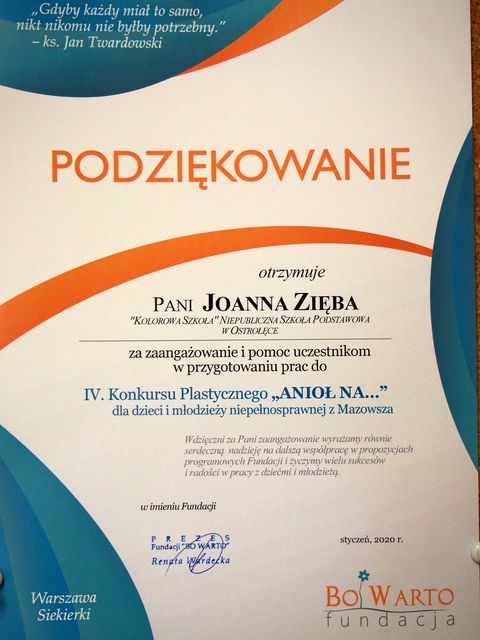 „Gdyby każdy miał to samo,
nikt nikomu nie byłby potrzebny.”
– ks. Jan Twardowski
PODZIĘKOWANIE
otrzymuje
PANI JOANNA ZIĘBA
"KOLOROWA SZKOŁA" NIEPUBLICZNA SZKOŁA PODSTAWOWA
W OSTROŁĘCE
za zaangażowanie i pomoc uczestnikom
w przygotowaniu prac do
IV. Konkursu Plastycznego „ANIOŁ NA...”
dla dzieci i młodzieży niepełnosprawnej z Mazowsza
Wdzięczni za Pani zaangażowanie wyrażamy równie
serdeczną nadzieję na dalszą współpracę w propozycjach
programowych Fundacji i życzymy wielu sukcesów
i radości w pracy z dziećmi i młodzieżą.
w imieniu Fundacji
PREZES
Fundacji "BO WARTO"
Renata Wardecka
styczeń, 2020 r.
Warszawa
Siekierki
BO WARTO
fundacja